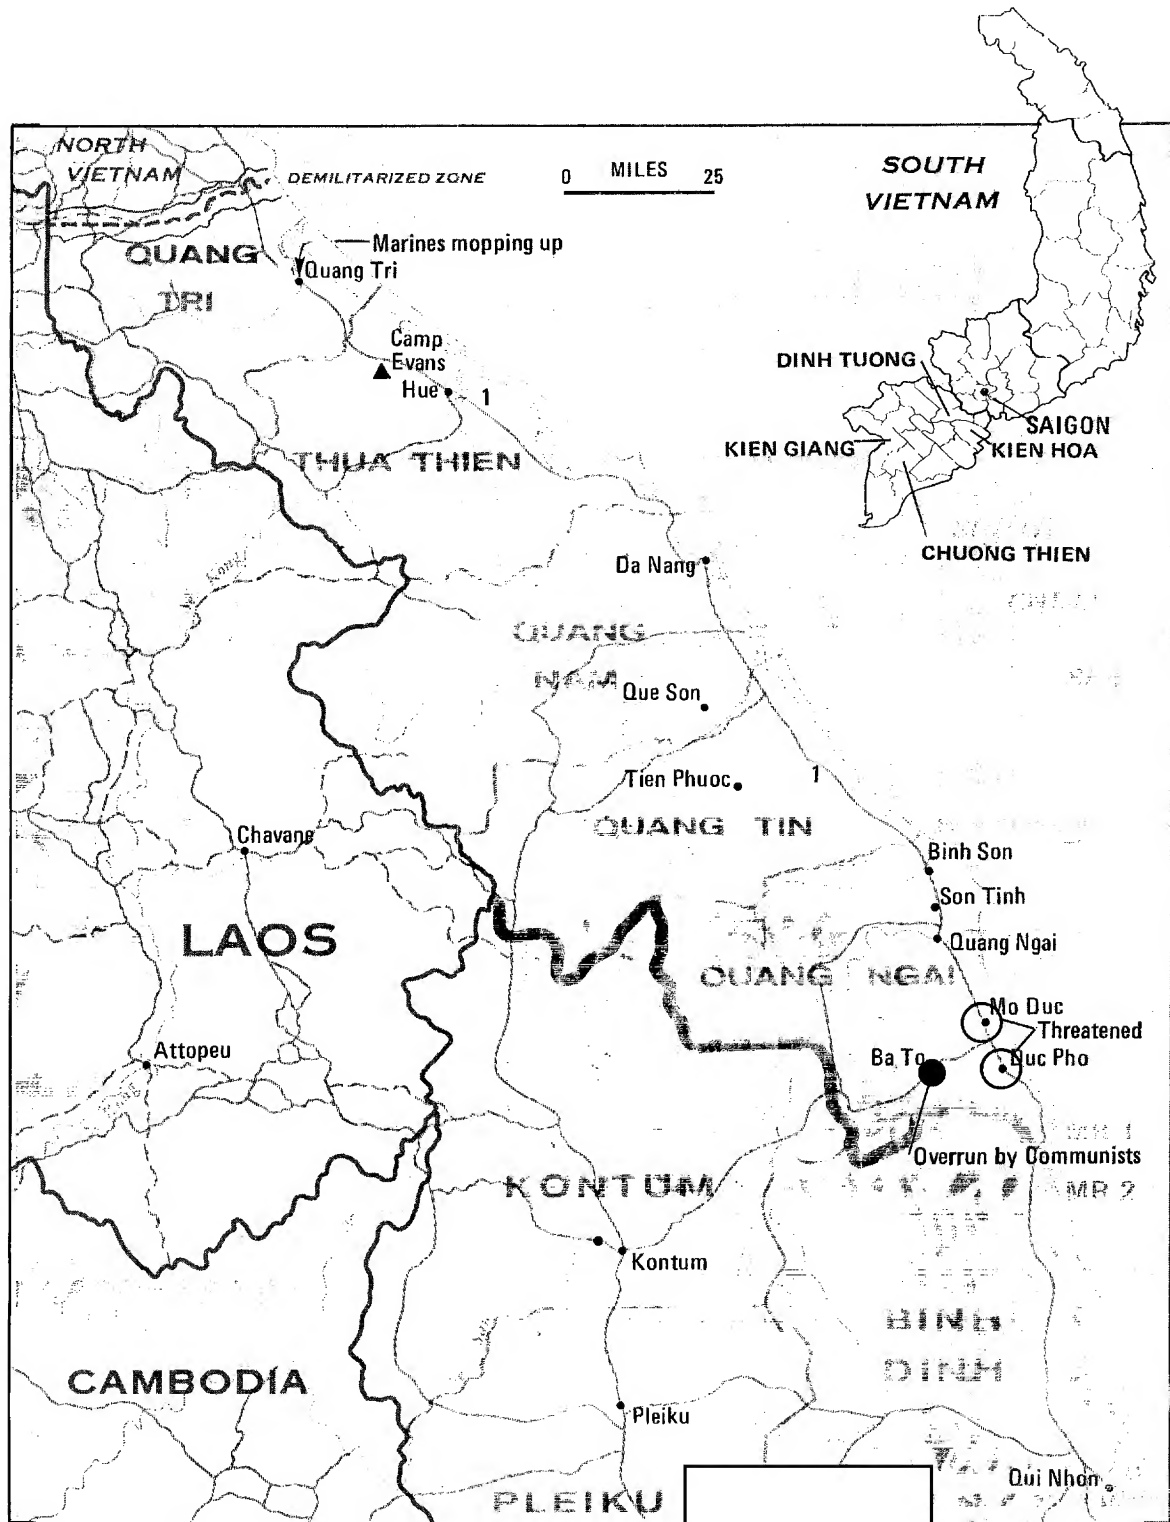 NORTH
VIETNAM
DEMILITARIZED ZONE
0 MILES 25
SOUTH
VIETNAM
QUANG
TRI
Marines mopping up
Quang Tri
Camp
Evans
Hue
1
DINH TUONG
SAIGON
KIEN GIANG
KIEN HOA
CHUONG THIEN
THUA THIEN
Da Nang
QUANG
NAM
Que Son
Tien Phuoc
1
QUANG TIN
Chavane
Binh Son
Son Tinh
LAOS
Quang Ngai
QUANG NGAI
Mo Duc
Threatened
Attopeu
Ba To
Duc Pho
MR 1
Overrun by Communists
KONTUM
MR 2
Kontum
BINH
DINH
CAMBODIA
Pleiku
PLEIKU
Qui Nhon